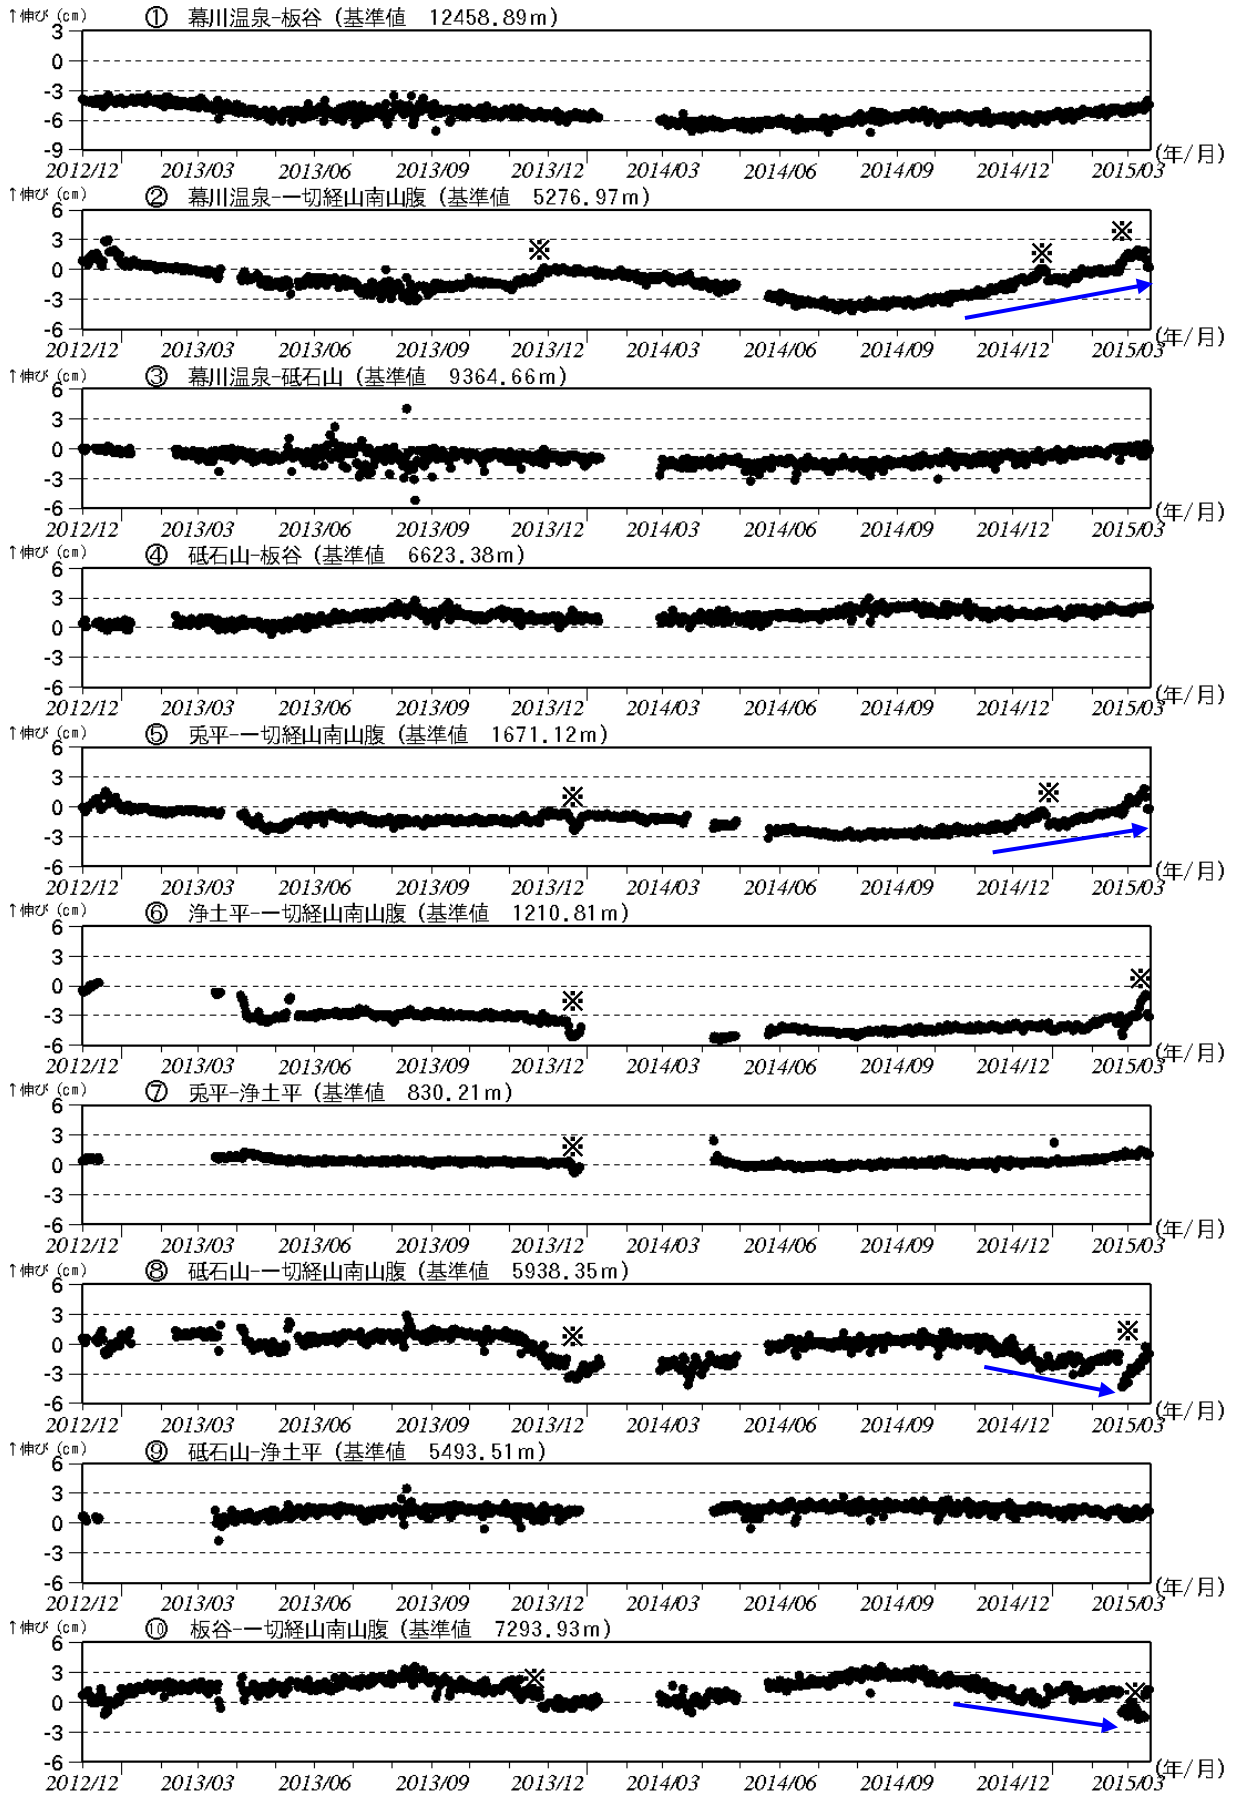 ↑伸び(cm) ① 幕川温泉-板谷 (基準値 12458.89m)
3
0
-3
-6
-9
2012/12 2013/03 2013/06 2013/09 2013/12 2014/03 2014/06 2014/09 2014/12 2015/03 (年/月)
↑伸び(cm) ② 幕川温泉-一切経山南山腹 (基準値 5276.97m)
6
3 ※ ※ ※
0
-3
-6
2012/12 2013/03 2013/06 2013/09 2013/12 2014/03 2014/06 2014/09 2014/12 2015/03 (年/月)
↑伸び(cm) ③ 幕川温泉-砥石山 (基準値 9364.66m)
6
3
0
-3
-6
2012/12 2013/03 2013/06 2013/09 2013/12 2014/03 2014/06 2014/09 2014/12 2015/03 (年/月)
↑伸び(cm) ④ 砥石山-板谷 (基準値 6623.38m)
6
3
0
-3
-6
2012/12 2013/03 2013/06 2013/09 2013/12 2014/03 2014/06 2014/09 2014/12 2015/03 (年/月)
↑伸び(cm) ⑤ 兎平-一切経山南山腹 (基準値 1671.12m)
6
3 ※ ※
0
-3
-6
2012/12 2013/03 2013/06 2013/09 2013/12 2014/03 2014/06 2014/09 2014/12 2015/03 (年/月)
↑伸び(cm) ⑥ 浄土平-一切経山南山腹 (基準値 1210.81m)
6
3
0 ※ ※
-3
-6
2012/12 2013/03 2013/06 2013/09 2013/12 2014/03 2014/06 2014/09 2014/12 2015/03 (年/月)
↑伸び(cm) ⑦ 兎平-浄土平 (基準値 830.21m)
6
3 ※
0
-3
-6
2012/12 2013/03 2013/06 2013/09 2013/12 2014/03 2014/06 2014/09 2014/12 2015/03 (年/月)
↑伸び(cm) ⑧ 砥石山-一切経山南山腹 (基準値 5938.35m)
6
3 ※ ※
0
-3
-6
2012/12 2013/03 2013/06 2013/09 2013/12 2014/03 2014/06 2014/09 2014/12 2015/03 (年/月)
↑伸び(cm) ⑨ 砥石山-浄土平 (基準値 5493.51m)
6
3
0
-3
-6
2012/12 2013/03 2013/06 2013/09 2013/12 2014/03 2014/06 2014/09 2014/12 2015/03 (年/月)
↑伸び(cm) ⑩ 板谷-一切経山南山腹 (基準値 7293.93m)
6
3 ※ ※
0
-3
-6
2012/12 2013/03 2013/06 2013/09 2013/12 2014/03 2014/06 2014/09 2014/12 2015/03 (年/月)